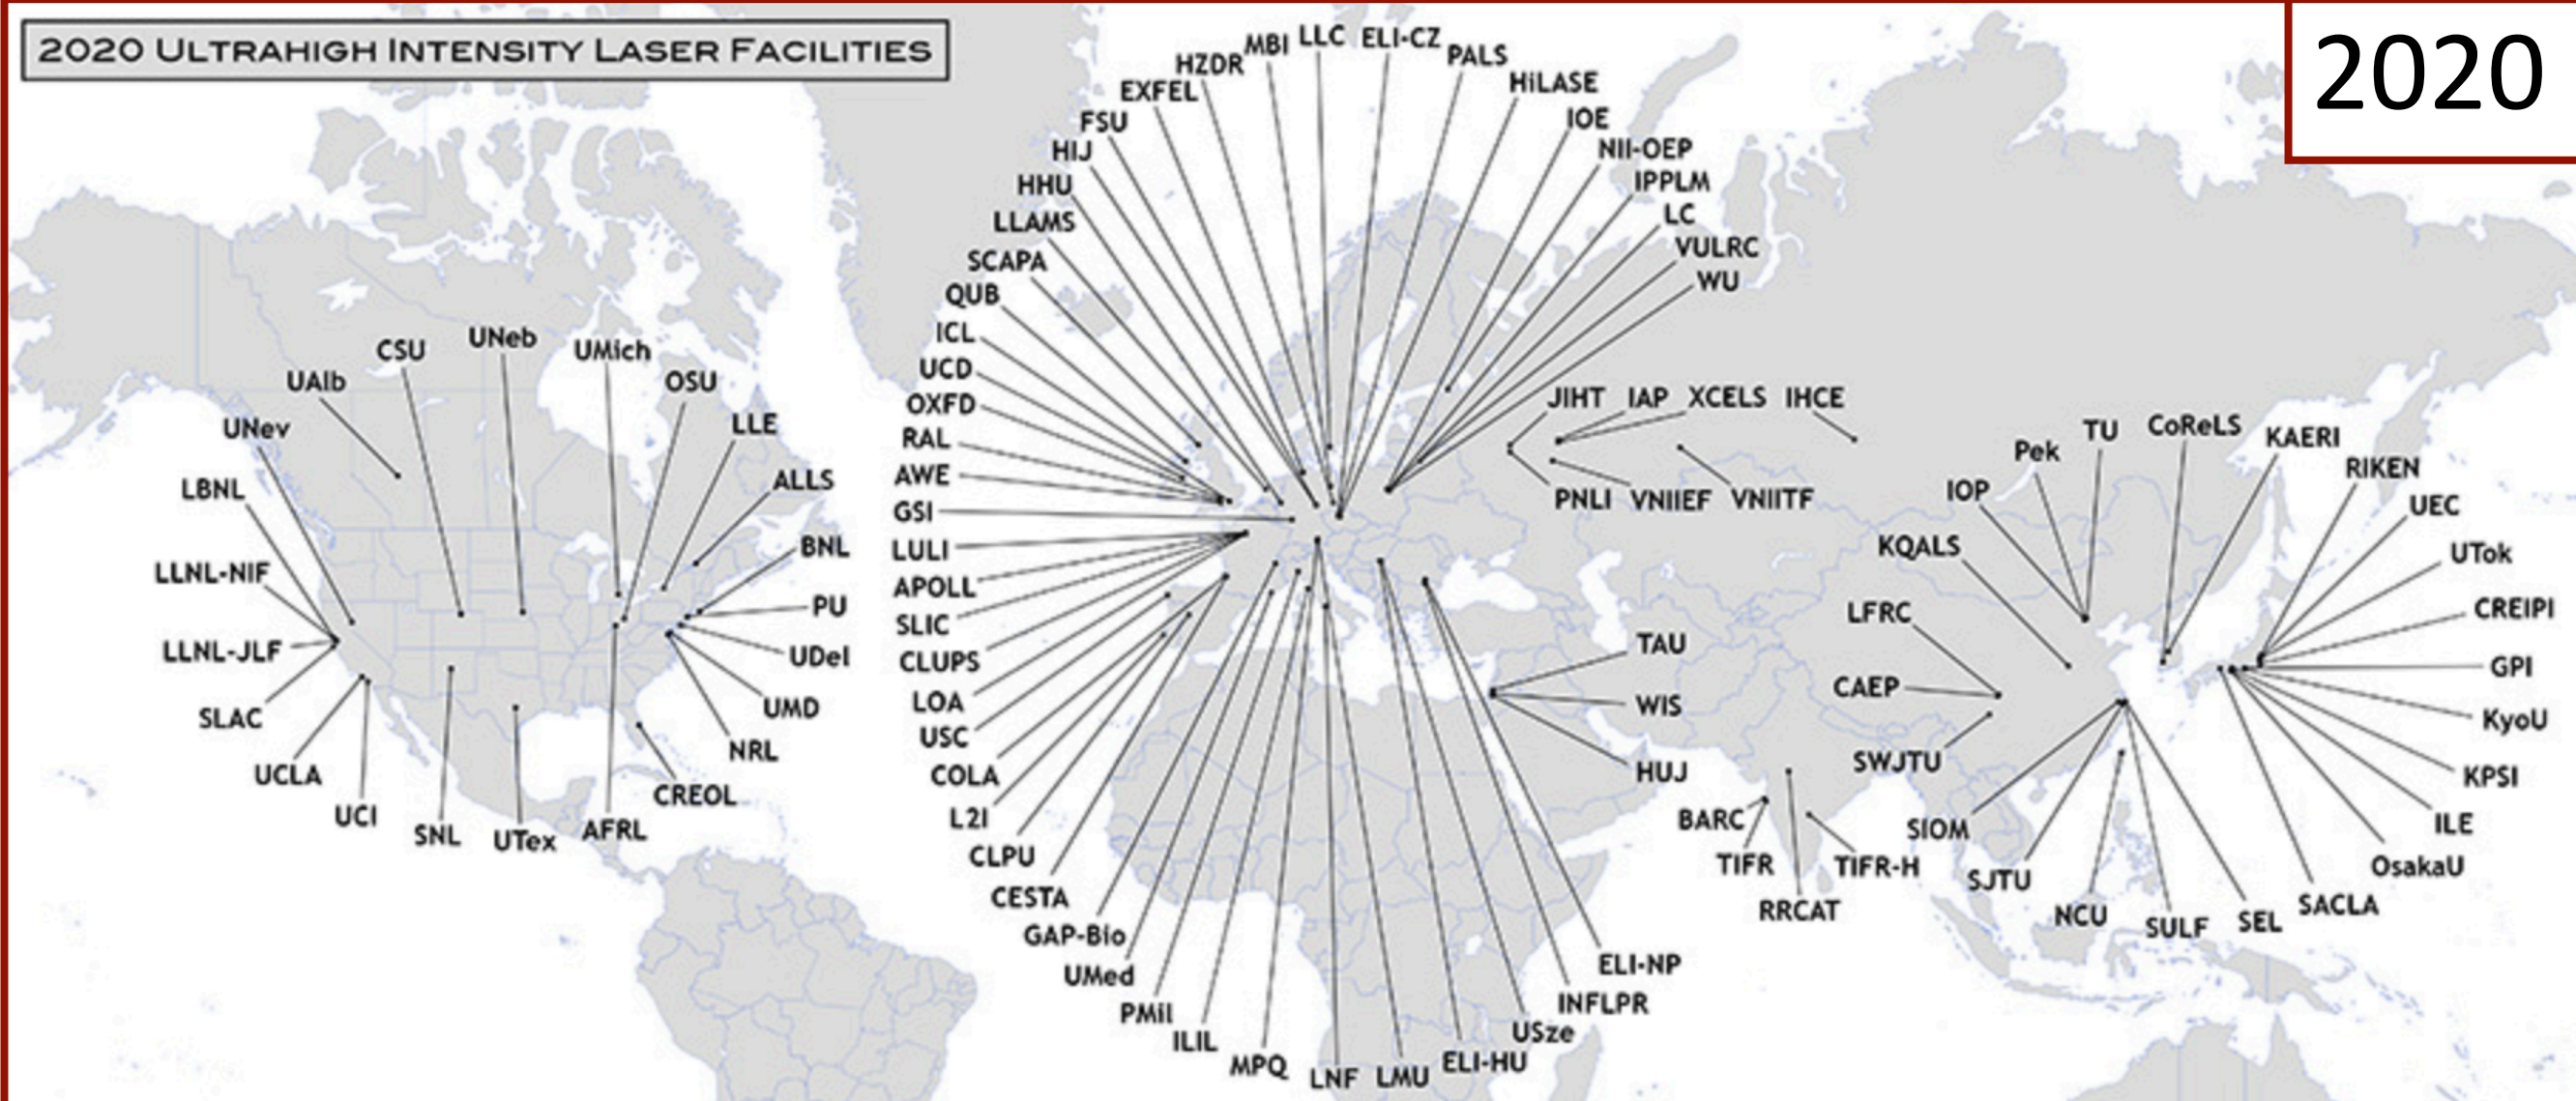 2020 ULTRAHIGH INTENSITY LASER FACILITIES
2020
UAlb
CSU
UNeb
UMich
OSU
LLE
ALLS
BNL
PU
UDel
UMD
NRL
CREOL
AFRL
UTex
SNL
UCI
UCLA
SLAC
LLNL-JLF
LLNL-NIF
LBNL
UNev
LLC
ELI-CZ
PALS
HiLASE
IOE
NII-OEP
IPPLM
LC
VULRC
WU
MBI
HZDR
EXFEL
FSU
HIJ
HHU
LLAMS
SCAPA
QUB
ICL
UCD
OXFD
RAL
AWE
GSI
LULI
APOLL
SLIC
CLUPS
LOA
USC
COLA
L2I
CLPU
CESTA
GAP-Bio
UMed
PMil
ILIL
MPQ
LNF
LMU
ELI-HU
USze
INFLPR
ELI-NP
JIHT
IAP
XCELS
IHCE
PNLI
VNIIEF
VNIITF
TAU
WIS
HUJ
BARC
TIFR
RRCAT
TIFR-H
KQALS
IOP
Pek
TU
CoReLS
KAERI
RIKEN
UEC
UTok
CREIPI
GPI
KyoU
KPSI
ILE
OsakaU
SACLA
SEL
SULF
NCU
SJTU
SIOM
SWJTU
CAEP
LFRC